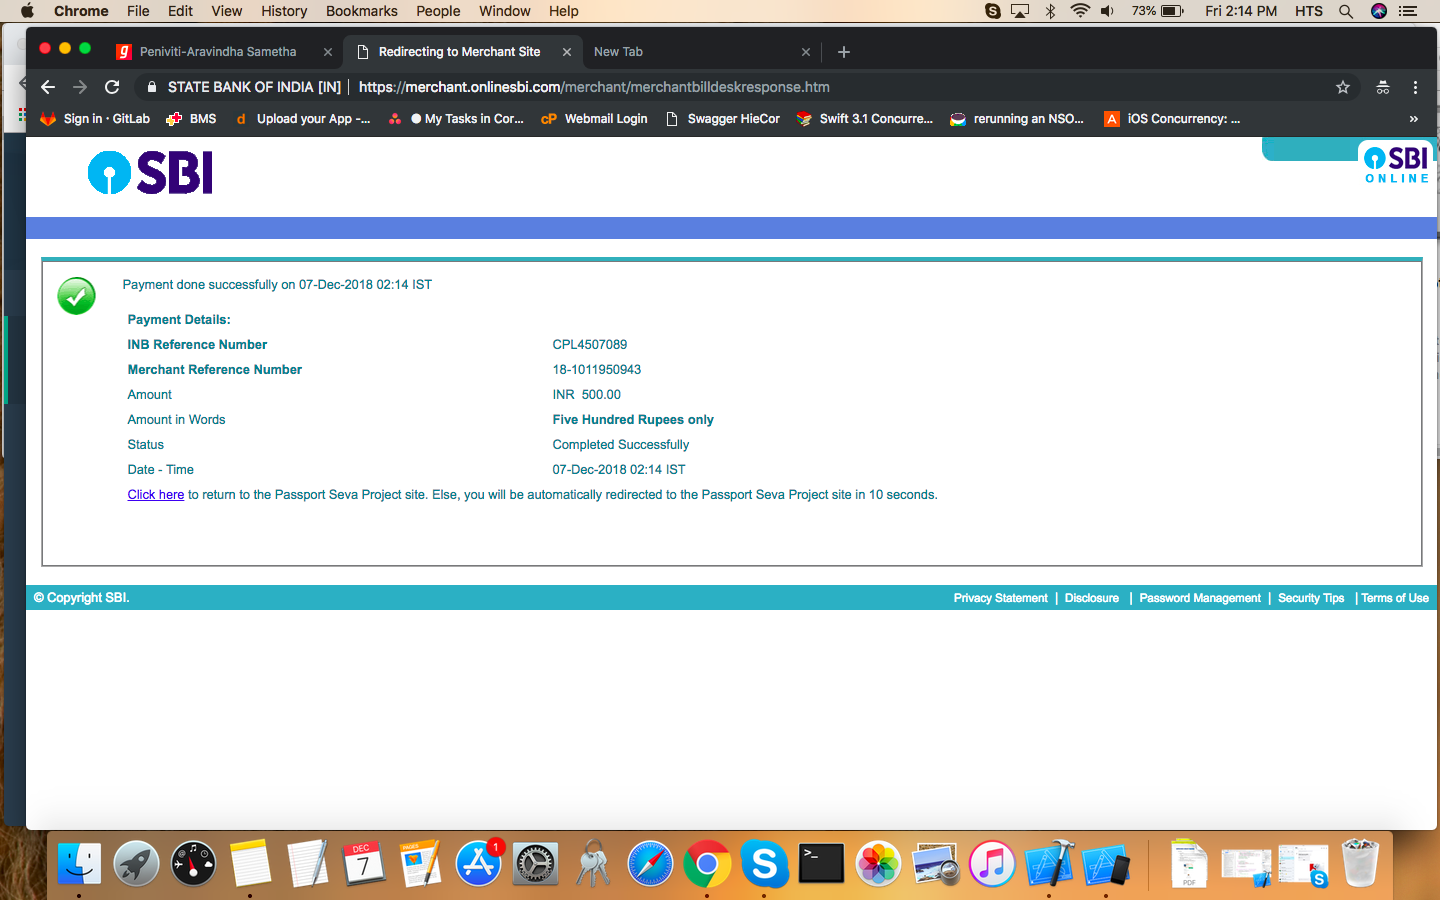 Chrome File Edit View History Bookmarks People Window Help 73% Fri 2:14 PM HTS
Peniviti-Aravindha Sametha Redirecting to Merchant Site New Tab
STATE BANK OF INDIA [IN] https://merchant.onlinesbi.com/merchant/merchantbilldeskresponse.htm
Sign in · GitLab BMS Upload your App -... My Tasks in Cor... cP Webmail Login Swagger HieCor Swift 3.1 Concurre... rerunning an NSO... A iOS Concurrency: ... »
SBI
SBI
ONLINE
Payment done successfully on 07-Dec-2018 02:14 IST
Payment Details:
INB Reference Number CPL4507089
Merchant Reference Number 18-1011950943
Amount INR 500.00
Amount in Words Five Hundred Rupees only
Status Completed Successfully
Date - Time 07-Dec-2018 02:14 IST
Click here to return to the Passport Seva Project site. Else, you will be automatically redirected to the Passport Seva Project site in 10 seconds.
© Copyright SBI. Privacy Statement | Disclosure | Password Management | Security Tips | Terms of Use
DEC
7
PAGES
1
>_
PDF